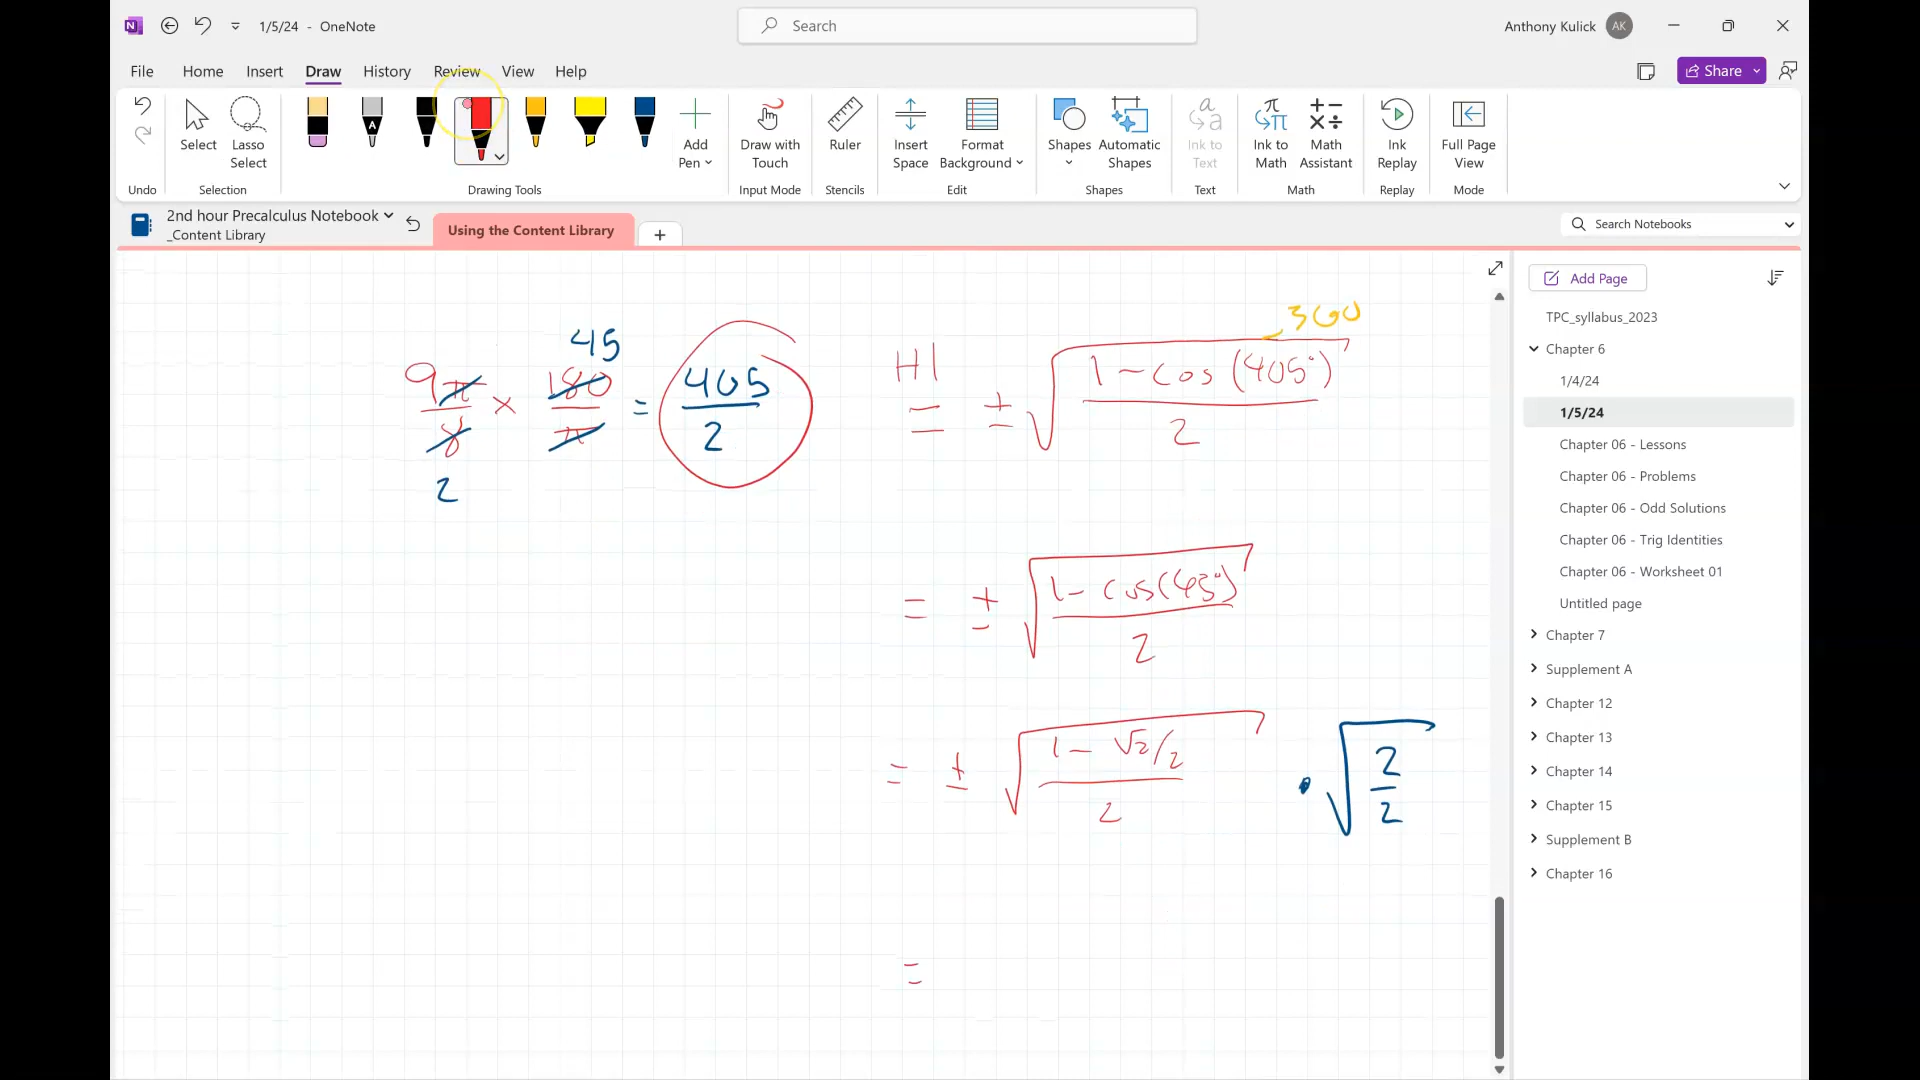 1/5/24 - OneNote
Search
Anthony Kulick AK
File Home Insert Draw History Review View Help
Share
A
a
→a
π
Select
Lasso Select
Add Pen
Draw with Touch
Ruler
Insert Space
Format Background
Shapes
Automatic Shapes
Ink to Text
Ink to Math
Math Assistant
Ink Replay
Full Page View
Undo Selection Drawing Tools Input Mode Stencils Edit Shapes Text Math Replay Mode
2nd hour Precalculus Notebook
_Content Library
Using the Content Library
+
Search Notebooks
Add Page
TPC_syllabus_2023
Chapter 6
1/4/24
1/5/24
Chapter 06 - Lessons
Chapter 06 - Problems
Chapter 06 - Odd Solutions
Chapter 06 - Trig Identities
Chapter 06 - Worksheet 01
Untitled page
Chapter 7
Supplement A
Chapter 12
Chapter 13
Chapter 14
Chapter 15
Supplement B
Chapter 16
45
9π/8 × 180/π = 405/2
2
-360
HI
= ± √((1 - cos (405°))/2)
= ± √((1 - cos(45°))/2)
= ± √((1 - √2/2)/2) · √(2/2)
=